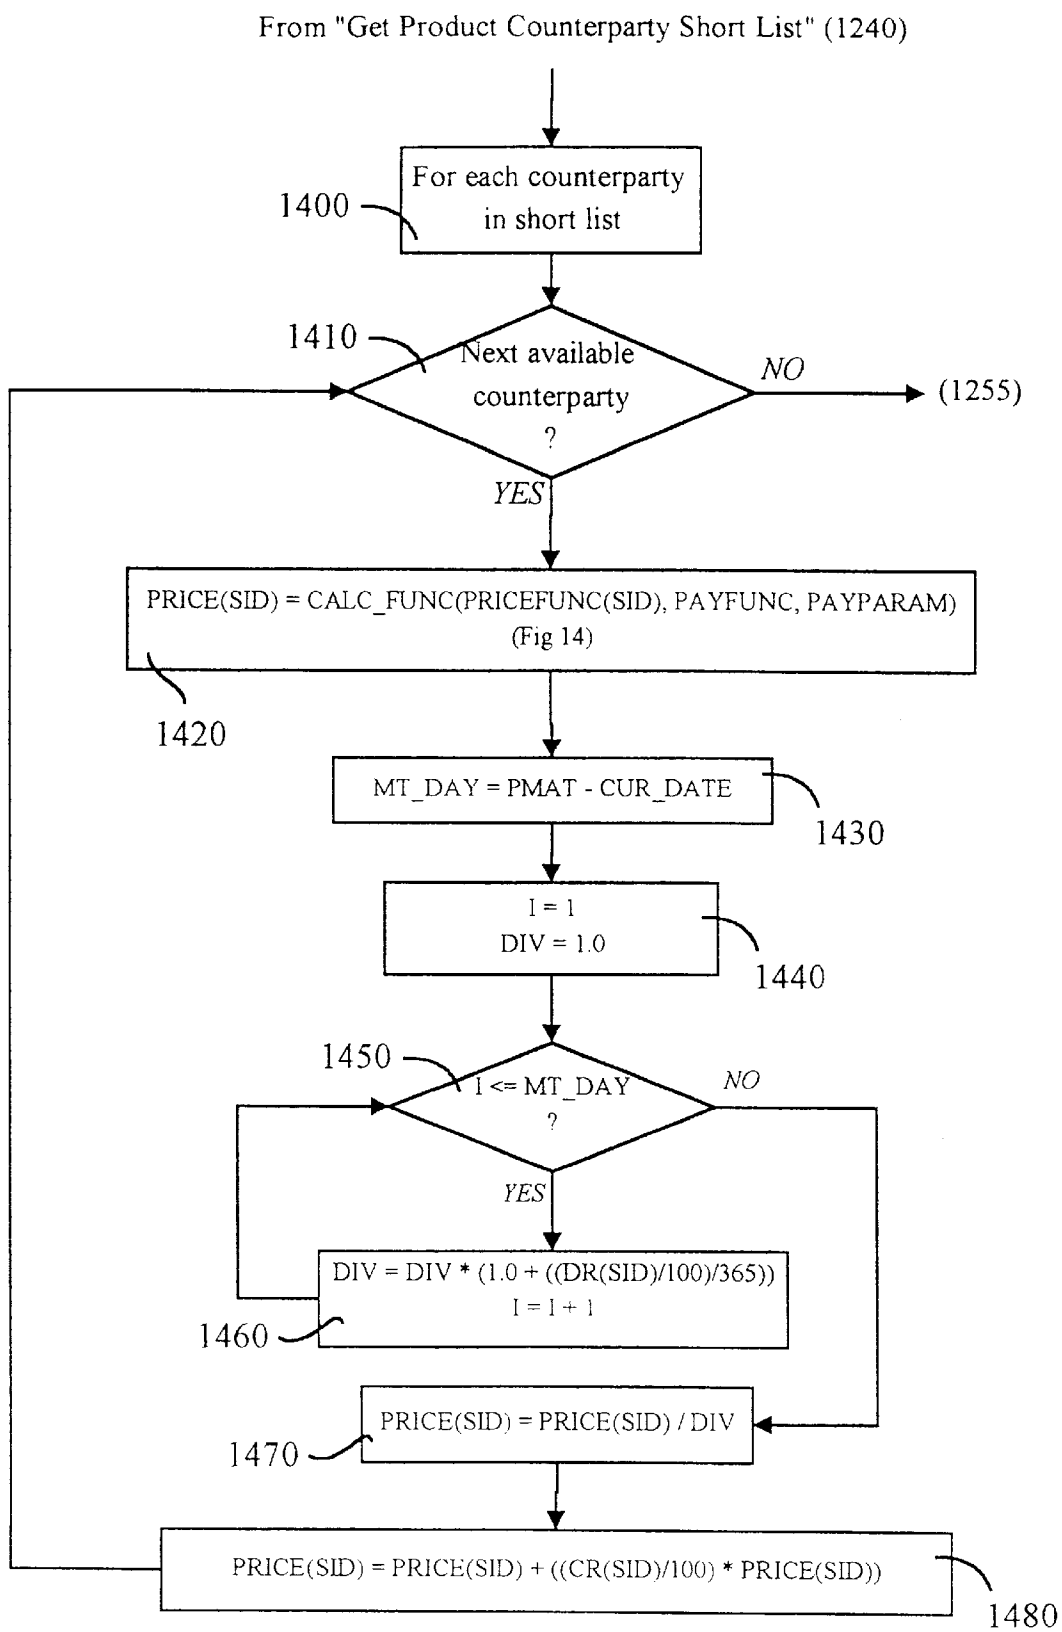 From "Get Product Counterparty Short List" (1240)
For each counterparty
in short list
1400
1410
Next available
counterparty
?
NO
(1255)
YES
PRICE(SID) = CALC_FUNC(PRICEFUNC(SID), PAYFUNC, PAYPARAM)
(Fig 14)
1420
MT_DAY = PMAT - CUR_DATE
1430
I = 1
DIV = 1.0
1440
1450
I <= MT_DAY
?
NO
YES
DIV = DIV * (1.0 + ((DR(SID)/100)/365))
I = I + 1
1460
PRICE(SID) = PRICE(SID) / DIV
1470
PRICE(SID) = PRICE(SID) + ((CR(SID)/100) * PRICE(SID))
1480